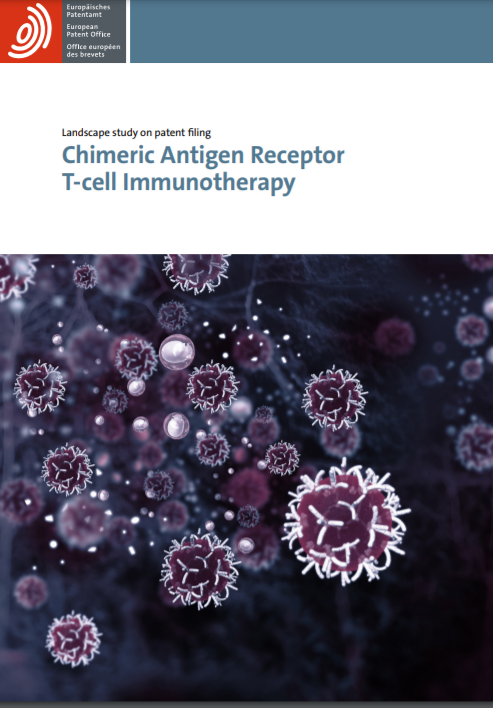 Europäisches
Patentamt
European
Patent Office
Office européen
des brevets
Landscape study on patent filing
Chimeric Antigen Receptor
T-cell Immunotherapy